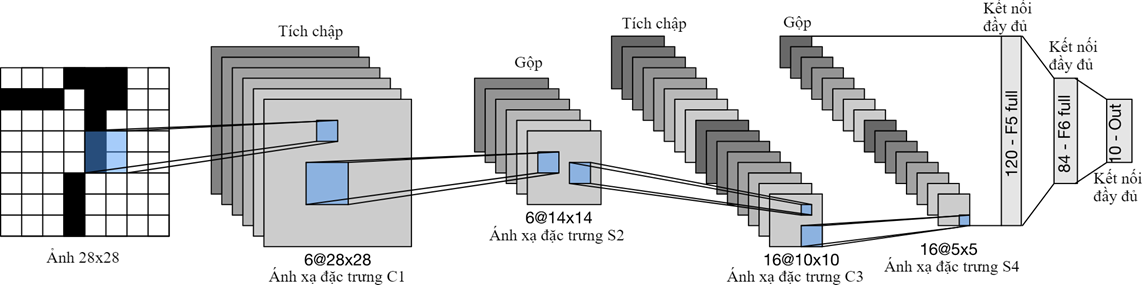 Tích chập
Gộp
Tích chập
Gộp
Kết nối
đầy đủ
Kết nối
đầy đủ
120 - F5 full
84 - F6 full
10 - Out
Kết nối
đầy đủ
Ảnh 28x28
6@28x28
Ánh xạ đặc trưng C1
6@14x14
Ánh xạ đặc trưng S2
16@10x10
Ánh xạ đặc trưng C3
16@5x5
Ánh xạ đặc trưng S4